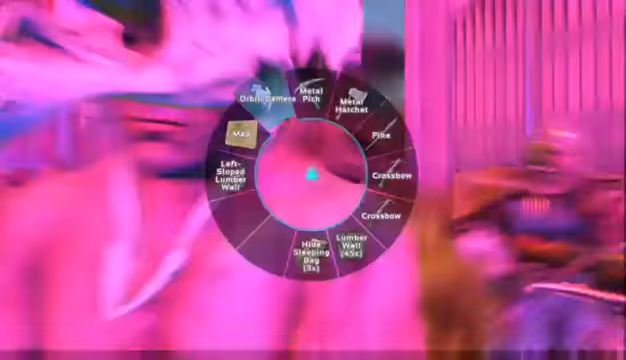 Orbit Camera
Metal
Pick
Metal
Hatchet
Map
Pike
Left-
Sloped
Lumber
Wall
Crossbow
Crossbow
Lumber
Wall
(45x)
Hide
Sleeping
Bag
(3x)